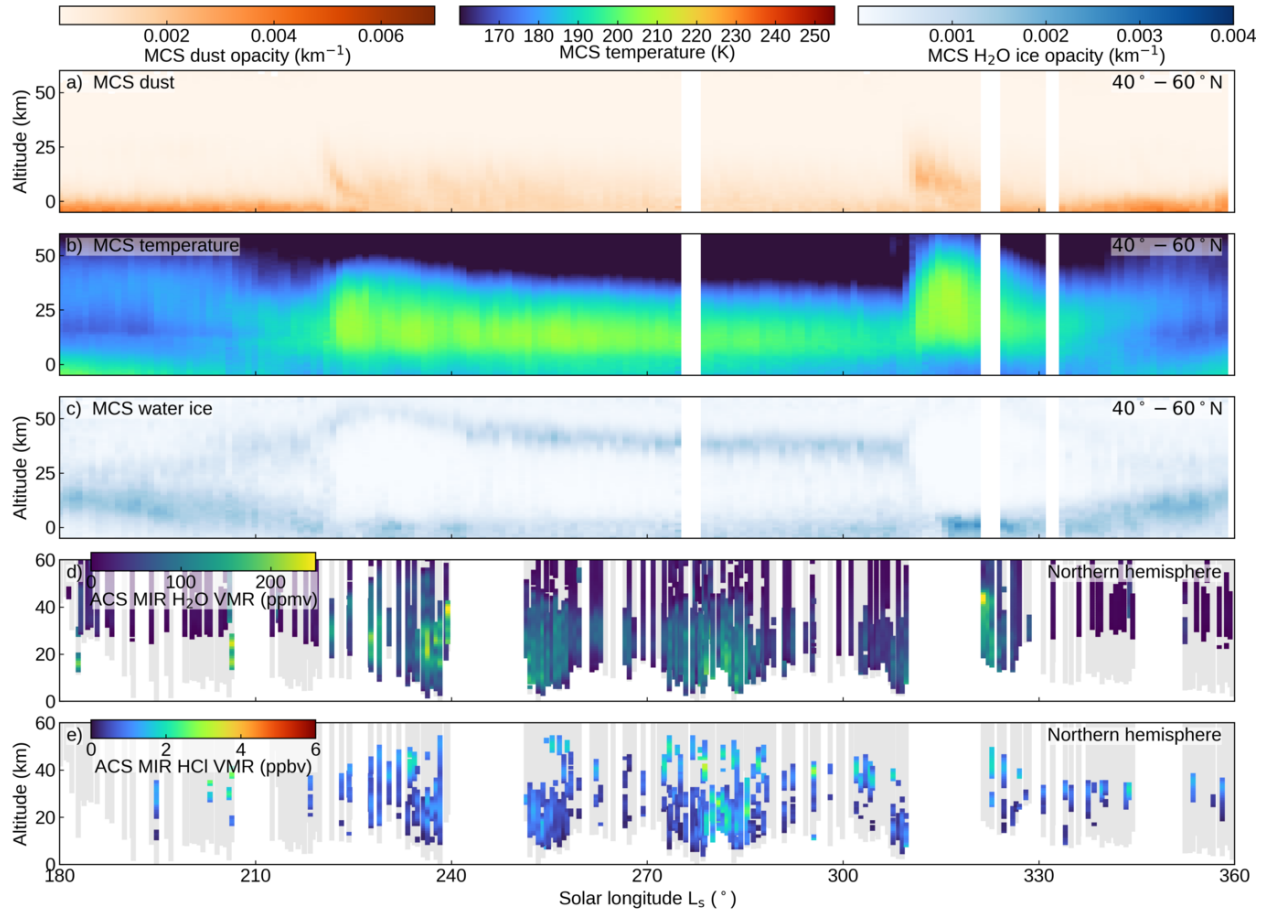 0.002 0.004 0.006
MCS dust opacity (km⁻¹)
170 180 190 200 210 220 230 240 250
MCS temperature (K)
0.001 0.002 0.003 0.004
MCS H₂O ice opacity (km⁻¹)
a) MCS dust
40° − 60°N
50
25
0
Altitude (km)
b) MCS temperature
40° − 60°N
50
25
0
Altitude (km)
c) MCS water ice
40° − 60°N
50
25
0
Altitude (km)
d)
0 100 200
ACS MIR H₂O VMR (ppmv)
Northern hemisphere
60
40
20
0
Altitude (km)
e)
0 2 4 6
ACS MIR HCl VMR (ppbv)
Northern hemisphere
60
40
20
0
Altitude (km)
180 210 240 270 300 330 360
Solar longitude Lₛ (°)